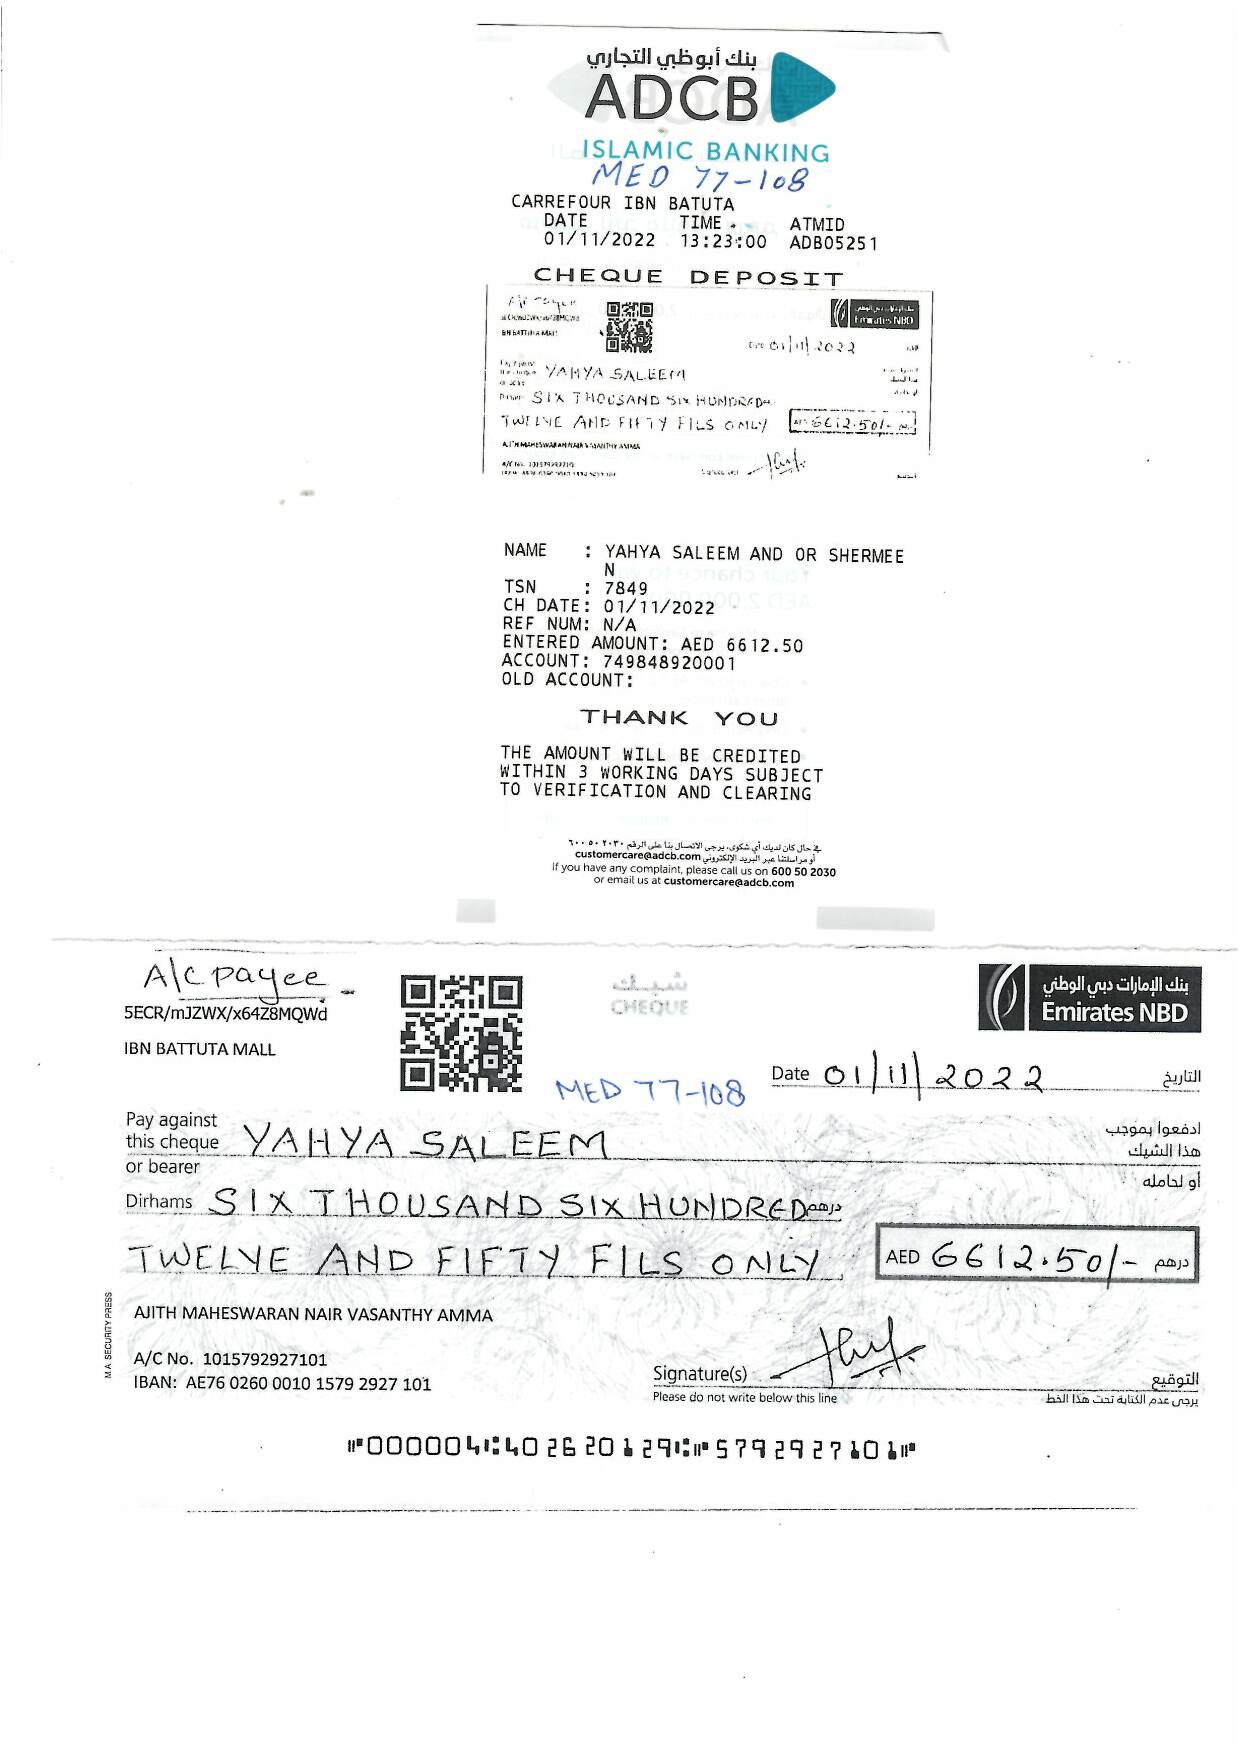 بنك أبوظبي التجاري
ADCB
ISLAMIC BANKING
MED 77-108
CARREFOUR IBN BATUTA
DATE TIME ATMID
01/11/2022 13:23:00 ADB05251
CHEQUE DEPOSIT
A/C Payee
IBN BATTUTA MALL
Emirates NBD
01/11/2022
YAHYA SALEEM
SIX THOUSAND SIX HUNDRED
TWELVE AND FIFTY FILS ONLY 6612.50/-
AJITH MAHESWARAN NAIR VASANTHY AMMA
A/C No. 1015792927101
NAME : YAHYA SALEEM AND OR SHERMEE
N
TSN : 7849
CH DATE: 01/11/2022
REF NUM: N/A
ENTERED AMOUNT: AED 6612.50
ACCOUNT: 749848920001
OLD ACCOUNT:
THANK YOU
THE AMOUNT WILL BE CREDITED
WITHIN 3 WORKING DAYS SUBJECT
TO VERIFICATION AND CLEARING
في حال كان لديك أي شكوى، يرجى الاتصال بنا على الرقم ٦٠٠ ٥٠ ٢٠٣٠
أو مراسلتنا عبر البريد الإلكتروني customercare@adcb.com
If you have any complaint, please call us on 600 50 2030
or email us at customercare@adcb.com
A/C payee
5ECR/mJZWX/x64Z8MQWd
IBN BATTUTA MALL
شيك
CHEQUE
بنك الإمارات دبي الوطني
Emirates NBD
MED 77-108
Date 01/11/2022 التاريخ
Pay against
this cheque YAHYA SALEEM
or bearer
ادفعوا بموجب
هذا الشيك
أو لحامله
Dirhams SIX THOUSAND SIX HUNDRED درهم
TWELVE AND FIFTY FILS ONLY
AED 6612.50/- درهم
M.A. SECURITY PRESS
AJITH MAHESWARAN NAIR VASANTHY AMMA
A/C No. 1015792927101
IBAN: AE76 0260 0010 1579 2927 101
Signature(s) التوقيع
Please do not write below this line يرجى عدم الكتابة تحت هذا الخط
⑈000004⑆402620129⑆⑈5792927101⑈